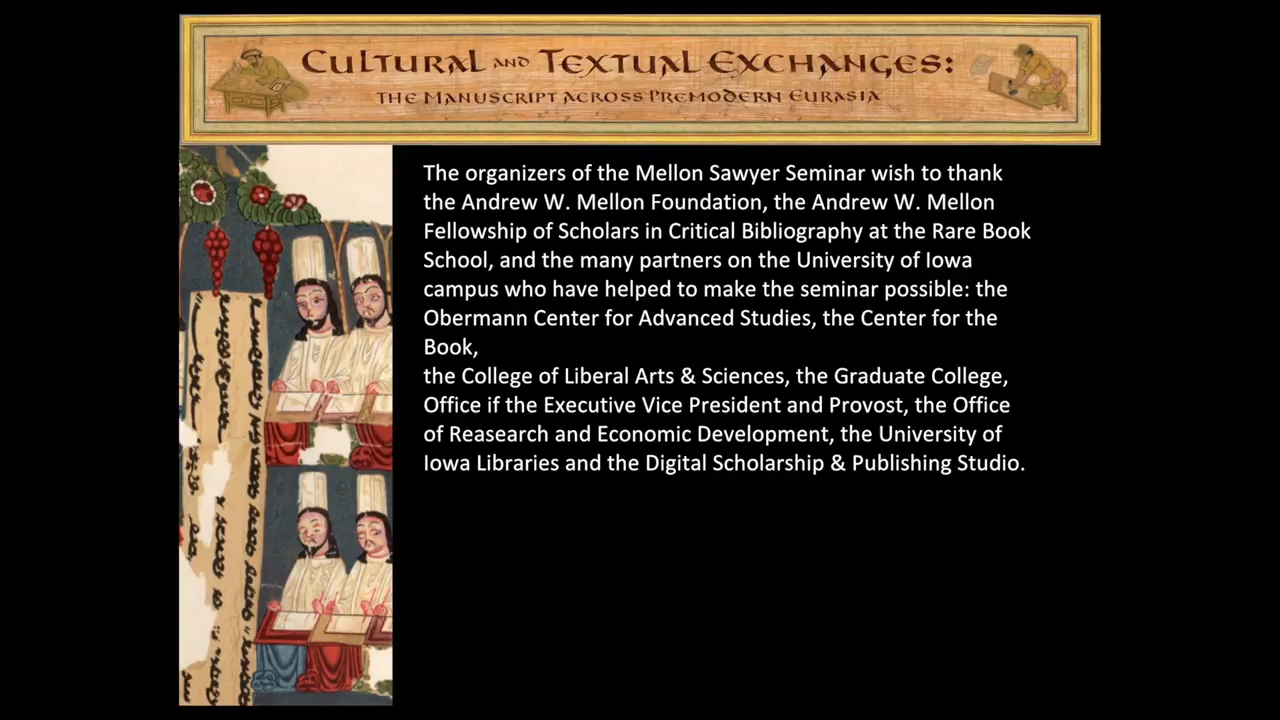 Cultural and Textual Exchanges:
The Manuscript Across Premodern Eurasia
The organizers of the Mellon Sawyer Seminar wish to thank
the Andrew W. Mellon Foundation, the Andrew W. Mellon
Fellowship of Scholars in Critical Bibliography at the Rare Book
School, and the many partners on the University of Iowa
campus who have helped to make the seminar possible: the
Obermann Center for Advanced Studies, the Center for the
Book,
the College of Liberal Arts & Sciences, the Graduate College,
Office if the Executive Vice President and Provost, the Office
of Reasearch and Economic Development, the University of
Iowa Libraries and the Digital Scholarship & Publishing Studio.